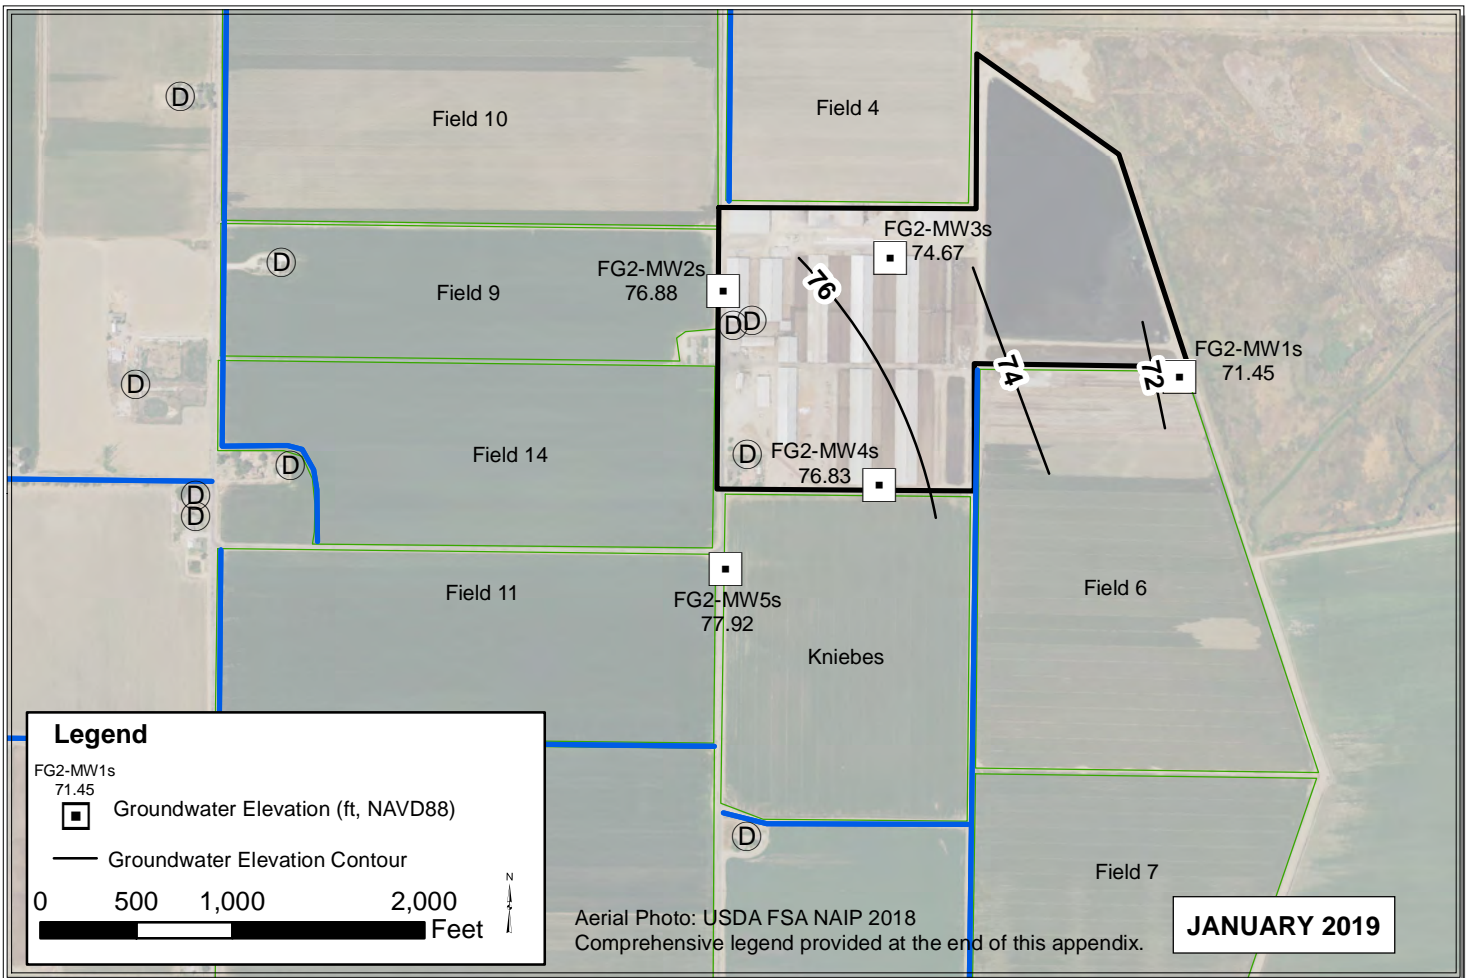 D
Field 10
Field 4
FG2-MW3s
74.67
D
FG2-MW2s
76.88
Field 9
76
D
D
FG2-MW1s
71.45
74
72
D
Field 14
FG2-MW4s
76.83
D
D
D
D
Field 11
FG2-MW5s
77.92
Field 6
Kniebes
D
Field 7
Legend
FG2-MW1s
71.45
Groundwater Elevation (ft, NAVD88)
Groundwater Elevation Contour
N
0 500 1,000 2,000
Feet
Aerial Photo: USDA FSA NAIP 2018
Comprehensive legend provided at the end of this appendix.
JANUARY 2019